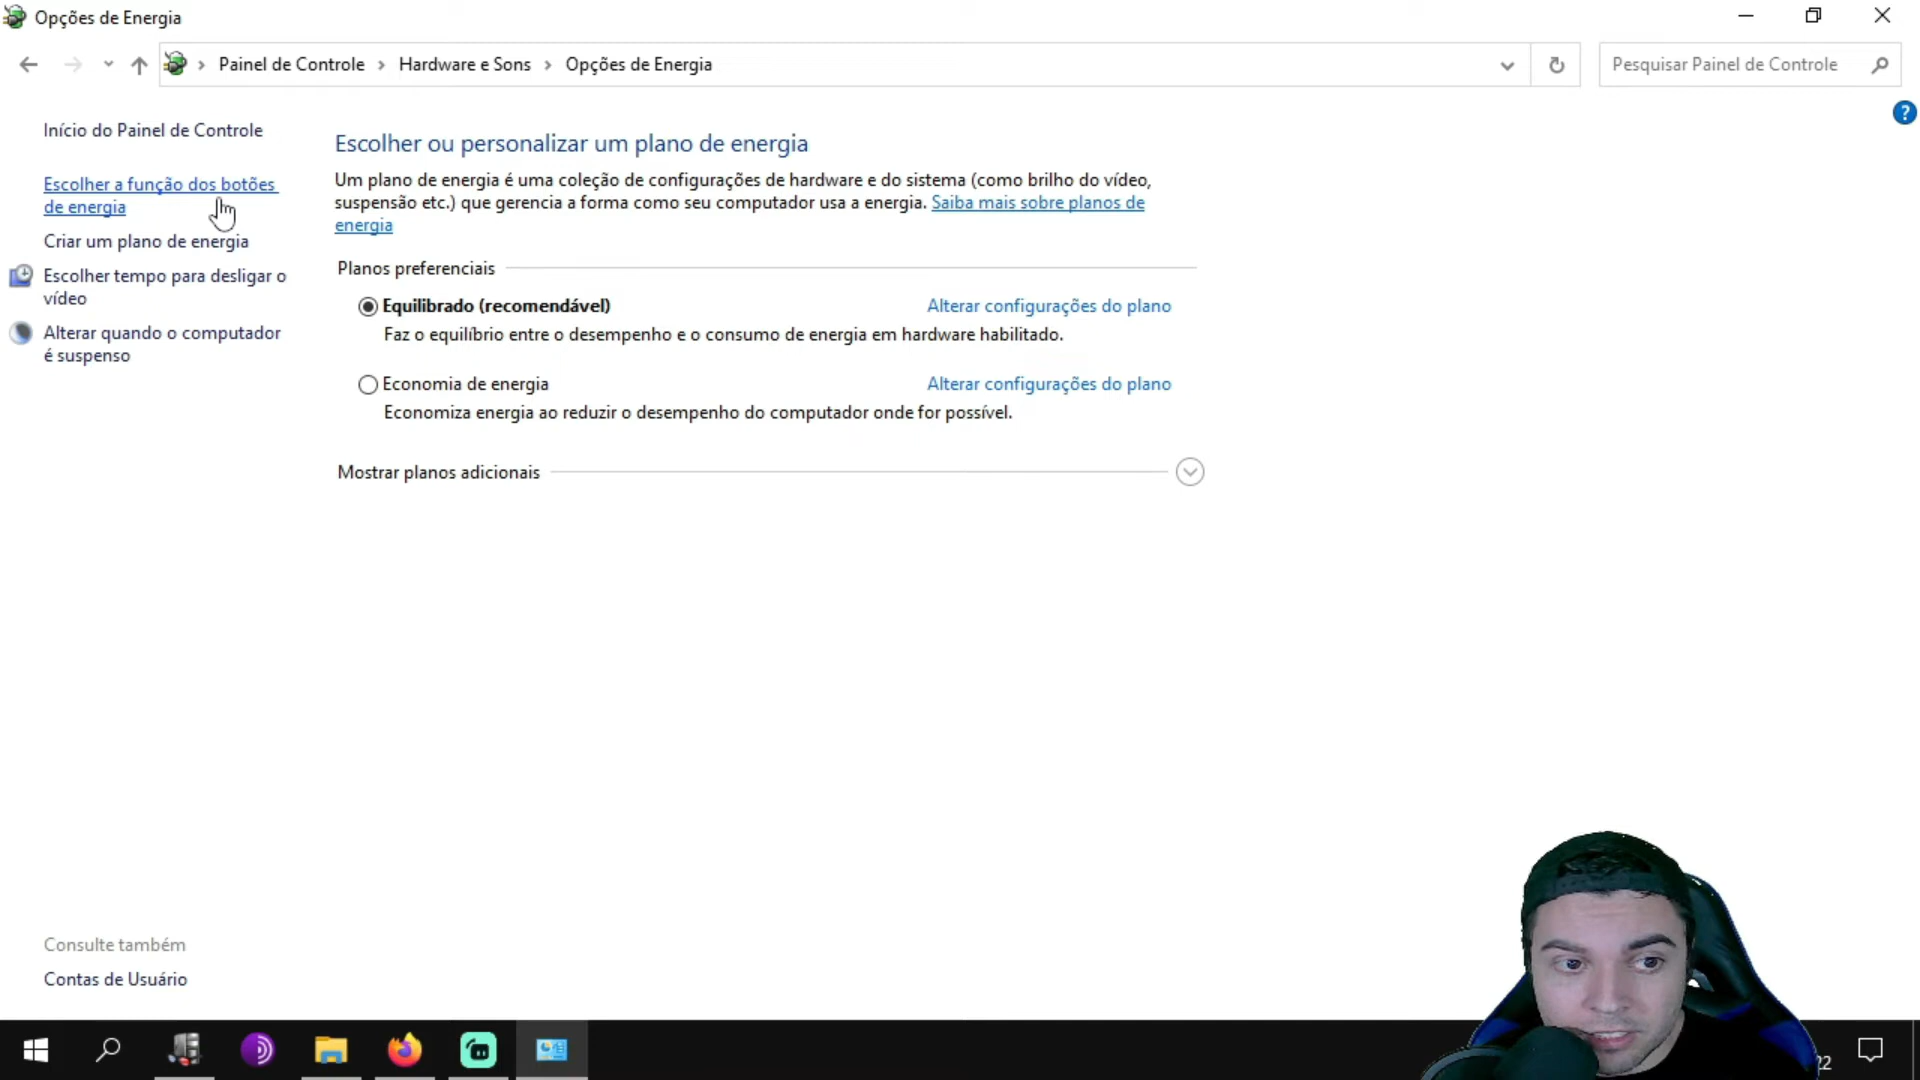 Opções de Energia
Painel de Controle
Hardware e Sons
Opções de Energia
Pesquisar Painel de Controle
?
Início do Painel de Controle
Escolher a função dos botões
de energia
Criar um plano de energia
Escolher tempo para desligar o
vídeo
Alterar quando o computador
é suspenso
Escolher ou personalizar um plano de energia
Um plano de energia é uma coleção de configurações de hardware e do sistema (como brilho do vídeo,
suspensão etc.) que gerencia a forma como seu computador usa a energia. Saiba mais sobre planos de
energia
Planos preferenciais
Equilibrado (recomendável)
Alterar configurações do plano
Faz o equilíbrio entre o desempenho e o consumo de energia em hardware habilitado.
Economia de energia
Alterar configurações do plano
Economiza energia ao reduzir o desempenho do computador onde for possível.
Mostrar planos adicionais
Consulte também
Contas de Usuário
22